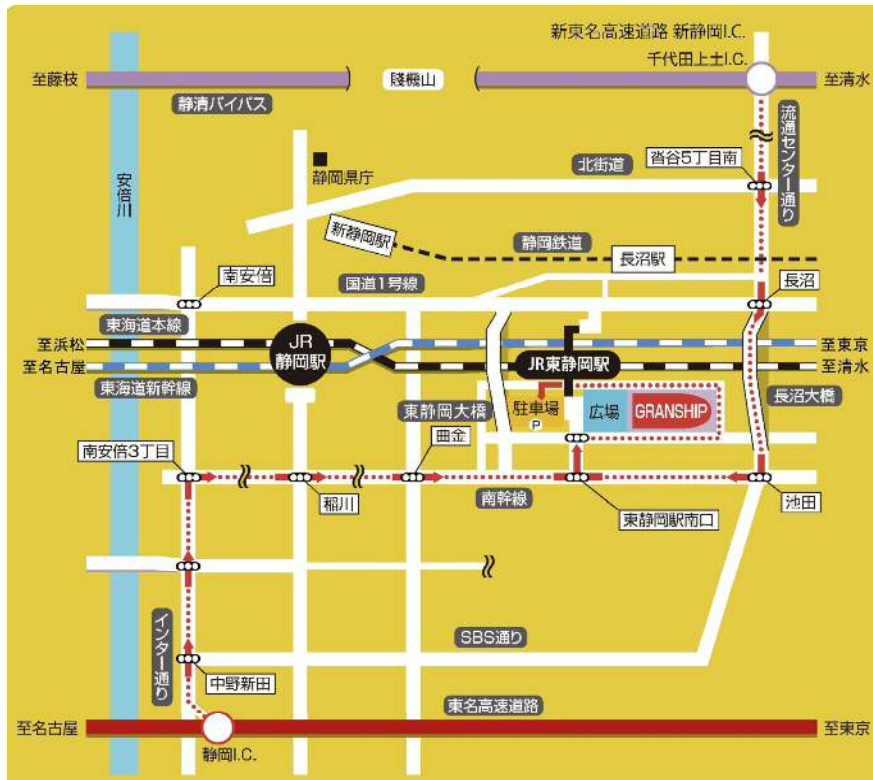 新東名高速道路 新静岡I.C.
千代田上土I.C.
至藤枝
賤機山
至清水
静清バイパス
流通センター通り
沓谷5丁目南
北街道
静岡県庁
安倍川
新静岡駅
静岡鉄道
長沼駅
南安倍
国道1号線
長沼
東海道本線
至浜松
JR
静岡駅
至東京
至名古屋
JR東静岡駅
至清水
東海道新幹線
長沼大橋
東静岡大橋
駐車場
P
広場
GRANSHIP
南安倍3丁目
曲金
稲川
南幹線
東静岡駅南口
池田
インター通り
SBS通り
中野新田
東名高速道路
至名古屋
至東京
静岡I.C.